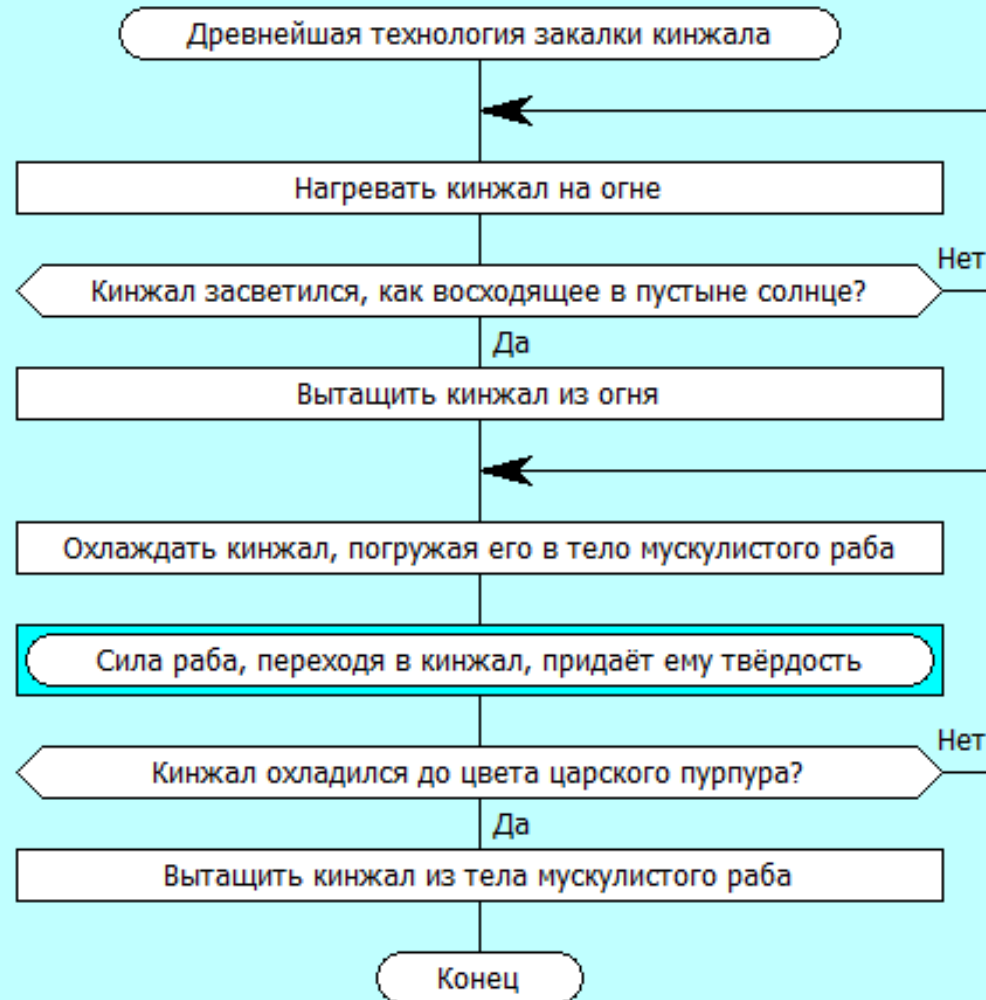 Древнейшая технология закалки кинжала
Нагревать кинжал на огне
Нет
Кинжал засветился, как восходящее в пустыне солнце?
Да
Вытащить кинжал из огня
Охлаждать кинжал, погружая его в тело мускулистого раба
Сила раба, переходя в кинжал, придаёт ему твёрдость
Нет
Кинжал охладился до цвета царского пурпура?
Да
Вытащить кинжал из тела мускулистого раба
Конец